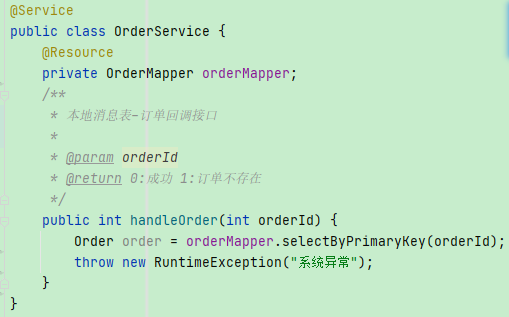 @Service
public class OrderService {
@Resource
private OrderMapper orderMapper;
/**
* 本地消息表-订单回调接口
*
* @param orderId
* @return 0:成功 1:订单不存在
*/
public int handleOrder(int orderId) {
Order order = orderMapper.selectByPrimaryKey(orderId);
throw new RuntimeException("系统异常");
}
}